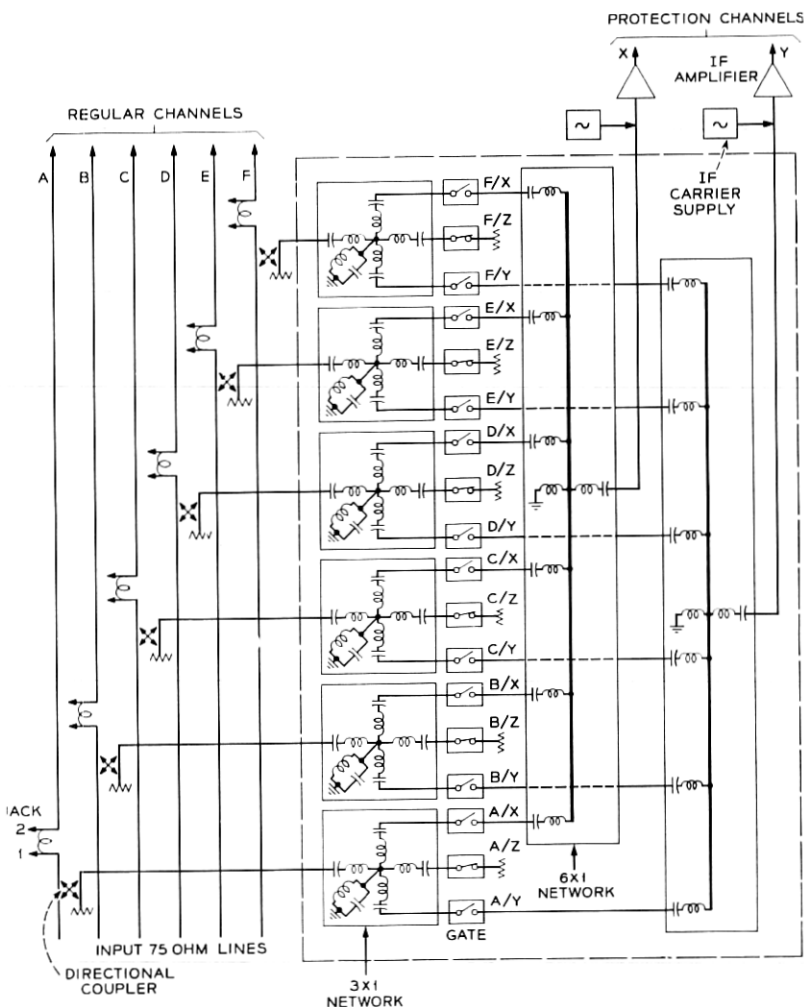 PROTECTION CHANNELS
X
IF
AMPLIFIER
Y
REGULAR CHANNELS
A
B
C
D
E
F
~
~
IF
CARRIER
SUPPLY
F/X
F/Z
F/Y
E/X
E/Z
E/Y
D/X
D/Z
D/Y
C/X
C/Z
C/Y
B/X
B/Z
B/Y
JACK
2
1
A/X
A/Z
A/Y
6X1
NETWORK
GATE
INPUT 75 OHM LINES
DIRECTIONAL
COUPLER
3X1
NETWORK